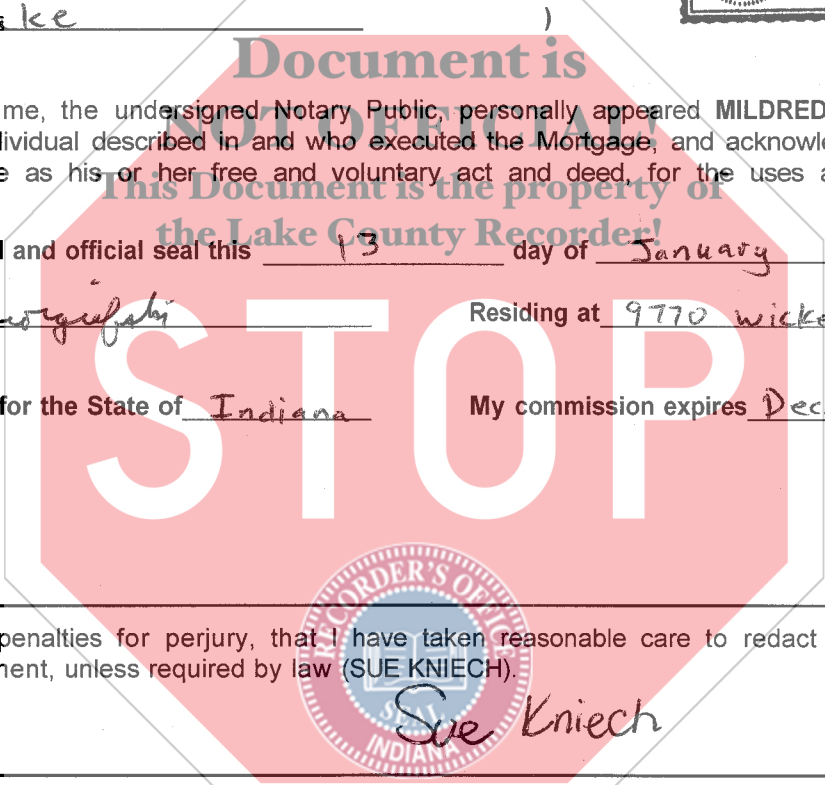 ke )
Document is
me, the undersigned Notary Public, personally appeared MILDRED
NOT OFFICIAL!
ividual described in and who executed the Mortgage, and acknowle
e as his or her free and voluntary act and deed, for the uses a
This Document is the property of
the Lake County Recorder!
and official seal this 13 day of January
Residing at 9770 wicke
STOP
for the State of Indiana My commission expires Dec.
RECORDER'S OFFICE
penalties for perjury, that I have taken reasonable care to redact
nent, unless required by law (SUE KNIECH).
SEAL
INDIANA
Sue Kniech